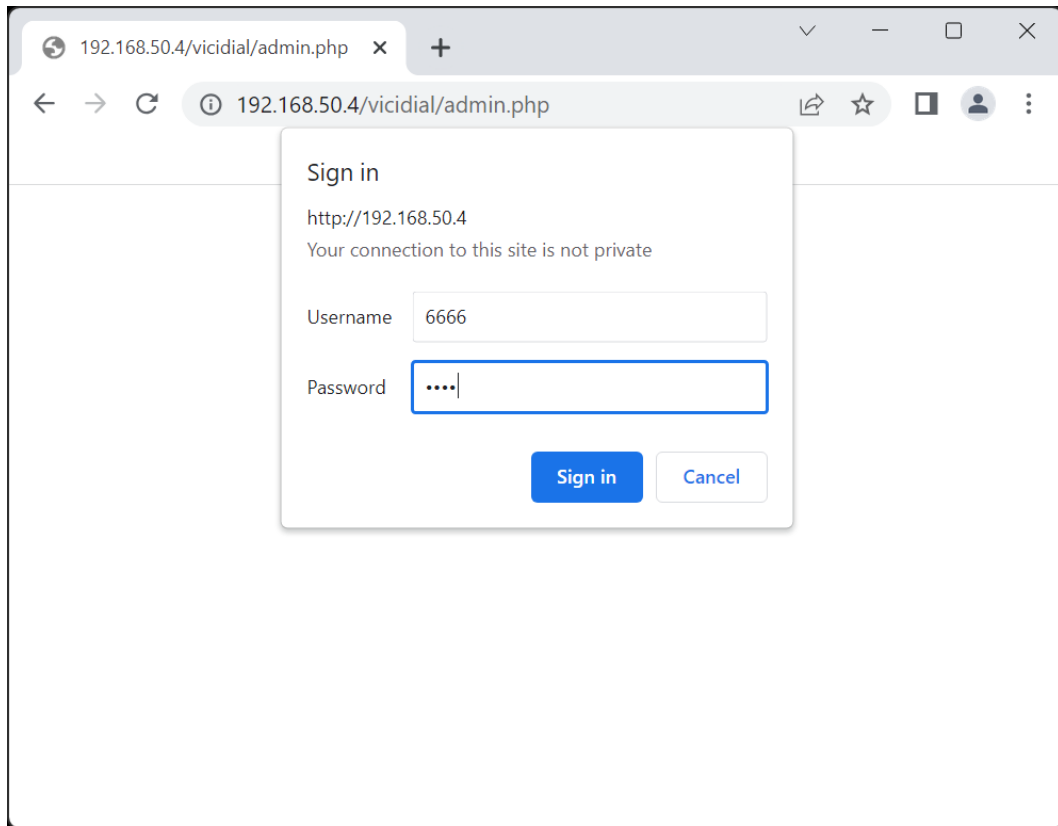 192.168.50.4/vicidial/admin.php
192.168.50.4/vicidial/admin.php
Sign in
http://192.168.50.4
Your connection to this site is not private
Username 6666
Password ••••
Sign in Cancel